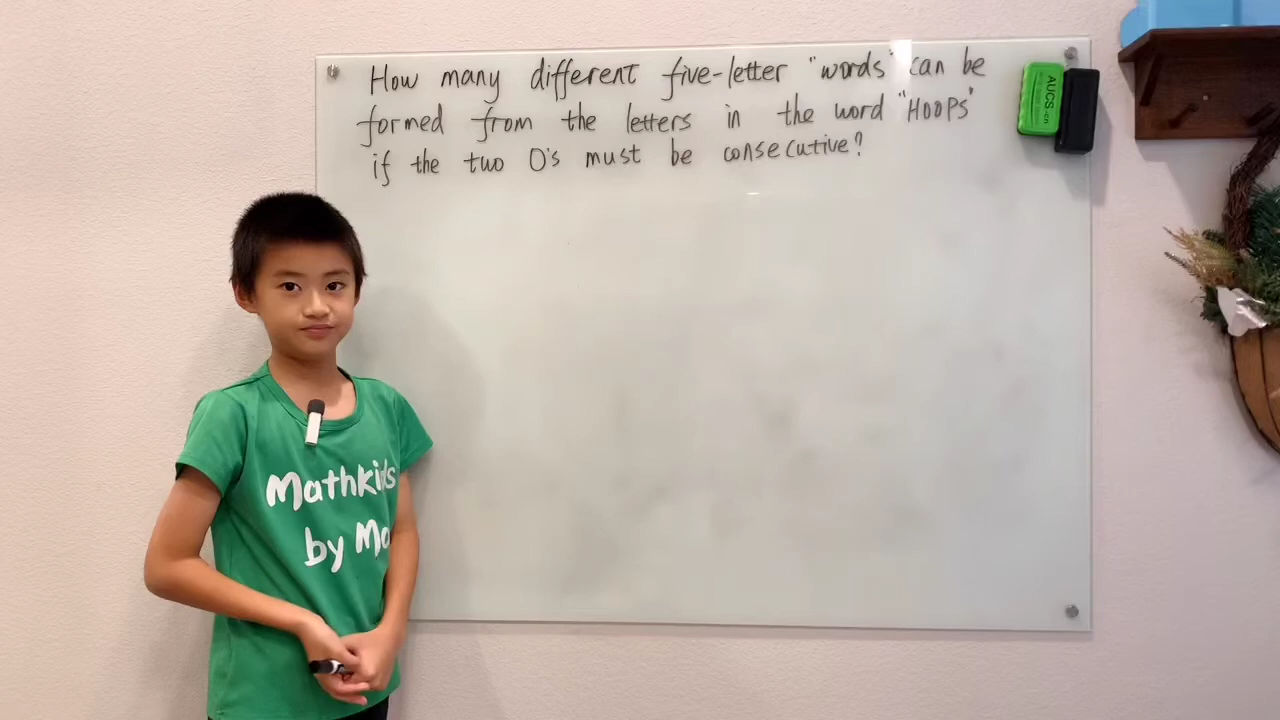 How many different five-letter "words" can be
formed from the letters in the word "HOOPS"
if the two O's must be consecutive?
AUCS-cn
Mathkids
by Mo